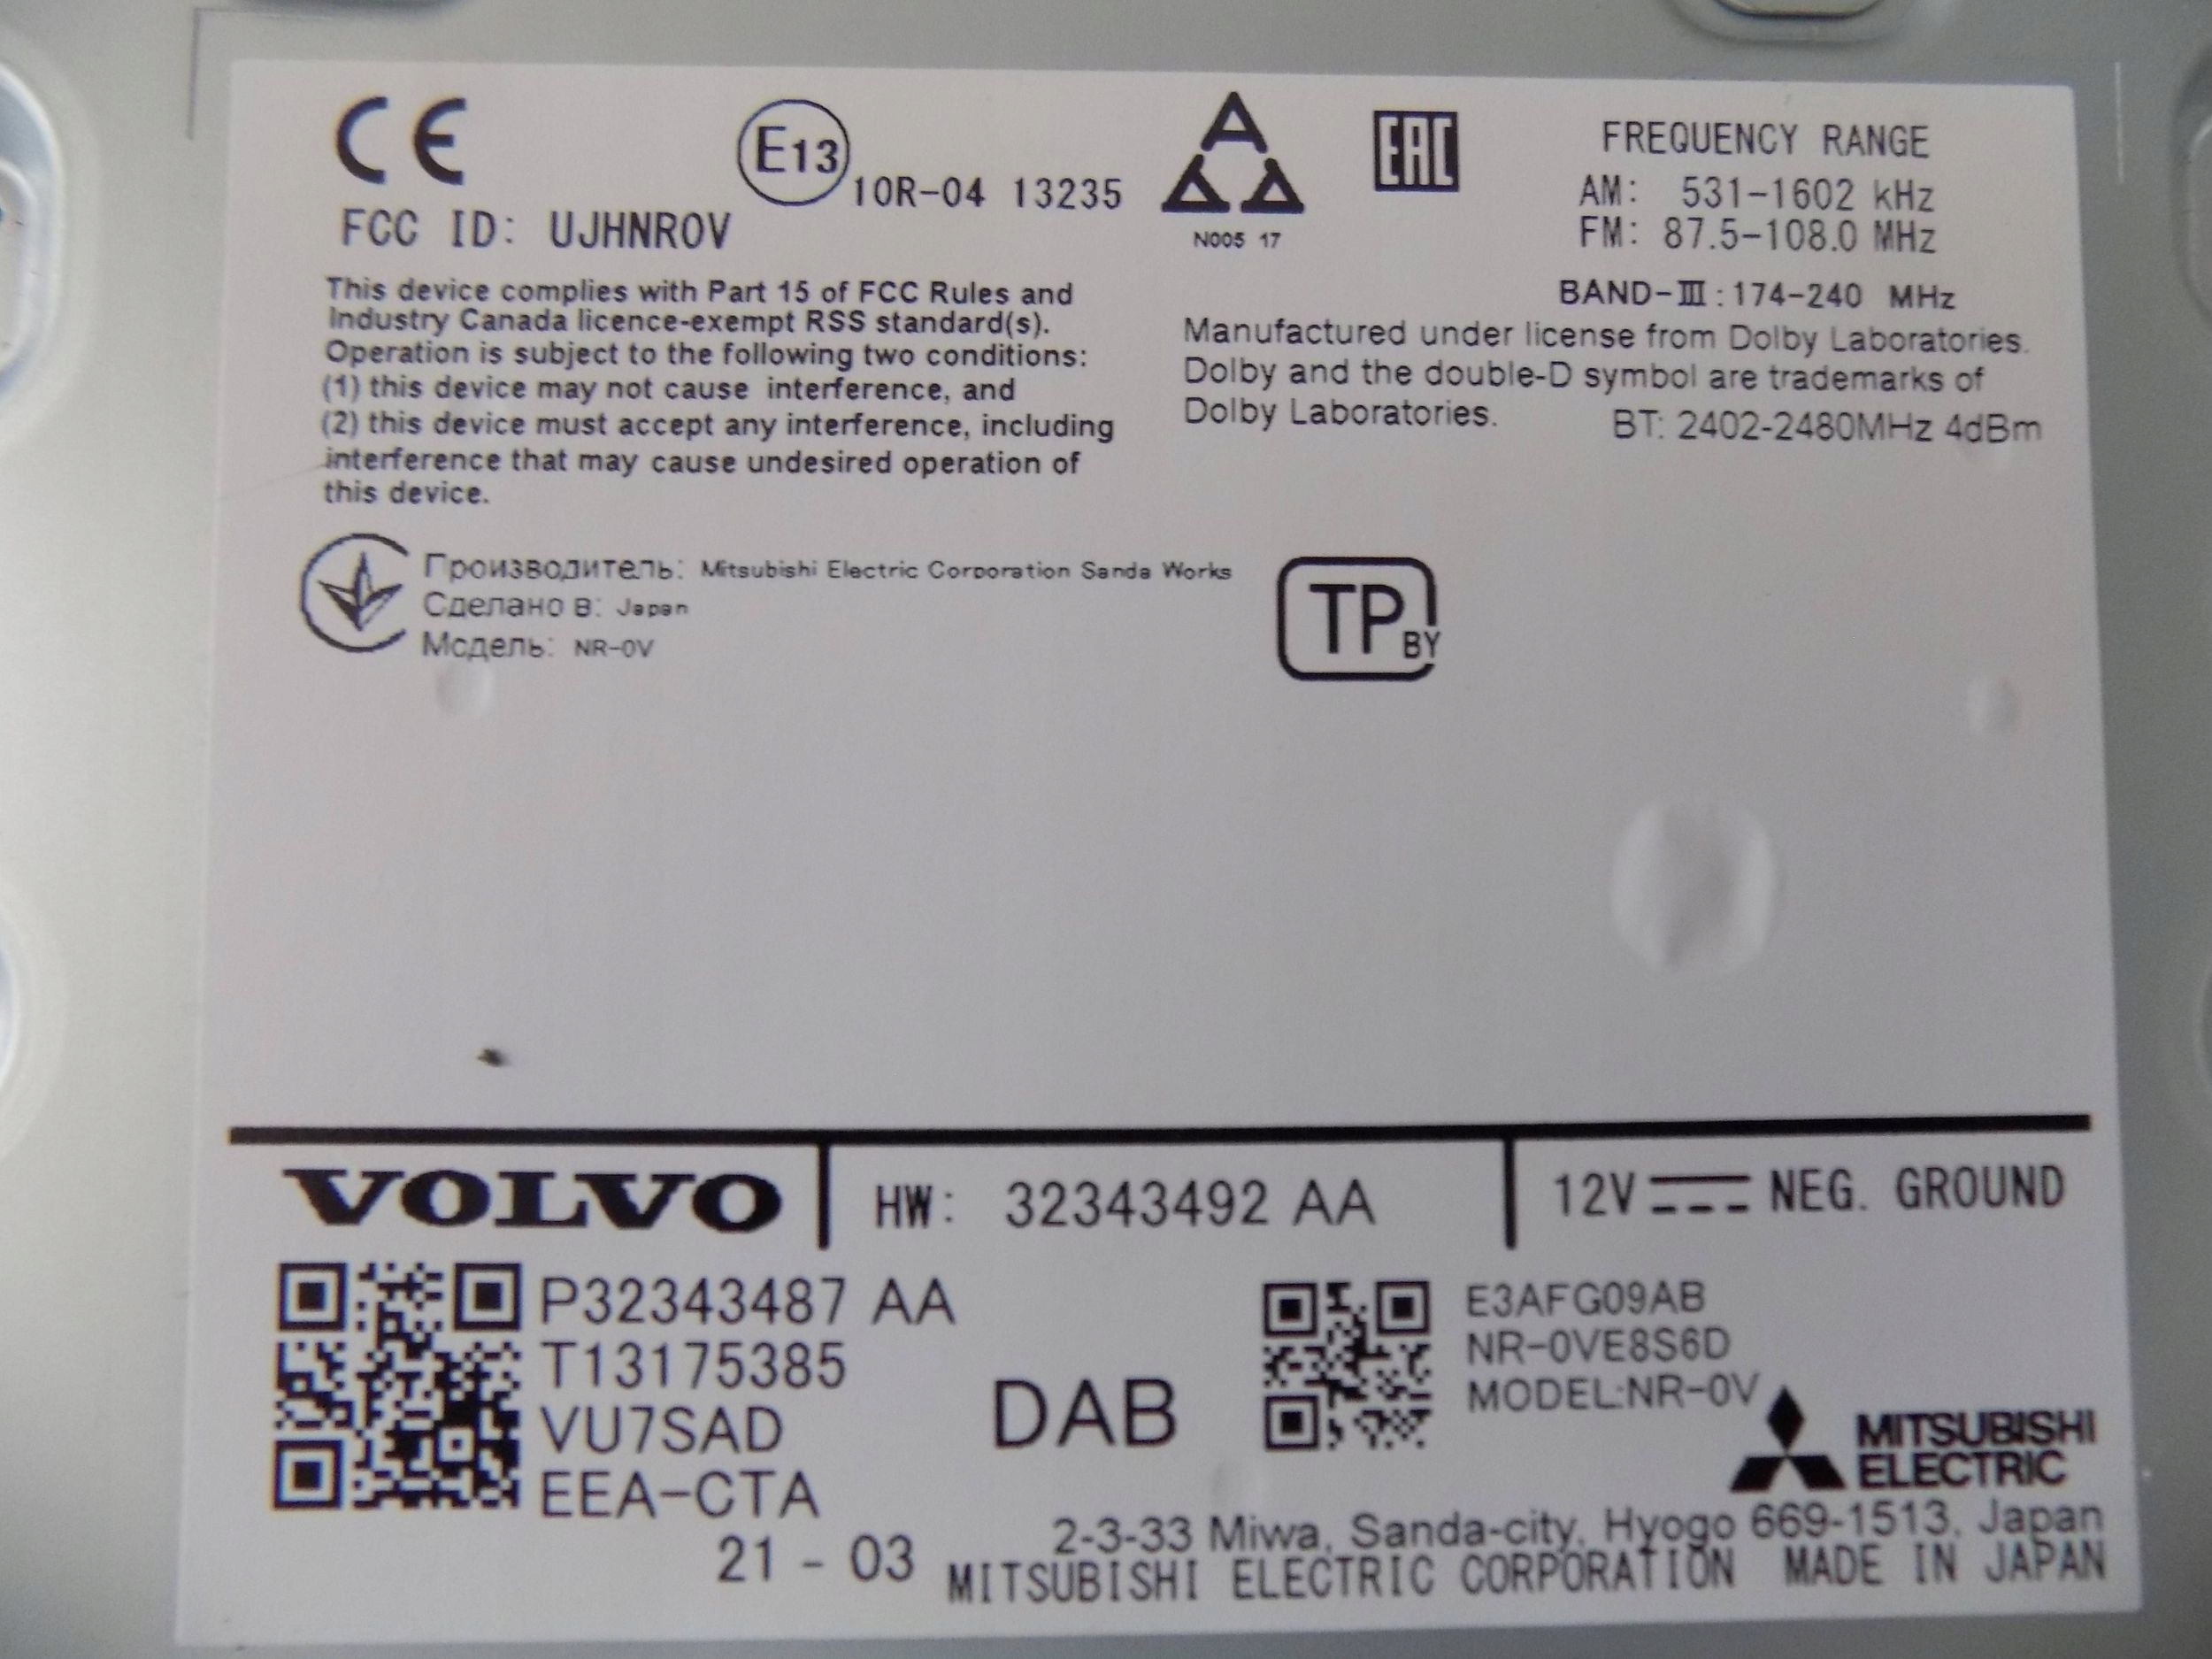 CE
E13
10R-04 13235
N005 17
EAC
FCC ID: UJHNR0V
This device complies with Part 15 of FCC Rules and
Industry Canada licence-exempt RSS standard(s).
Operation is subject to the following two conditions:
(1) this device may not cause interference, and
(2) this device must accept any interference, including
interference that may cause undesired operation of
this device.
FREQUENCY RANGE
AM: 531-1602 kHz
FM: 87.5-108.0 MHz
BAND-III:174-240 MHz
Manufactured under license from Dolby Laboratories.
Dolby and the double-D symbol are trademarks of
Dolby Laboratories.
BT: 2402-2480MHz 4dBm
Производитель: Mitsubishi Electric Corporation Sanda Works
Сделано в: Japan
Модель: NR-0V
TP BY
VOLVO
HW: 32343492 AA
12V NEG. GROUND
P32343487 AA
T13175385
VU7SAD
EEA-CTA
21 - 03
DAB
E3AFG09AB
NR-0VE8S6D
MODEL:NR-0V
MITSUBISHI
ELECTRIC
2-3-33 Miwa, Sanda-city, Hyogo 669-1513, Japan
MITSUBISHI ELECTRIC CORPORATION MADE IN JAPAN